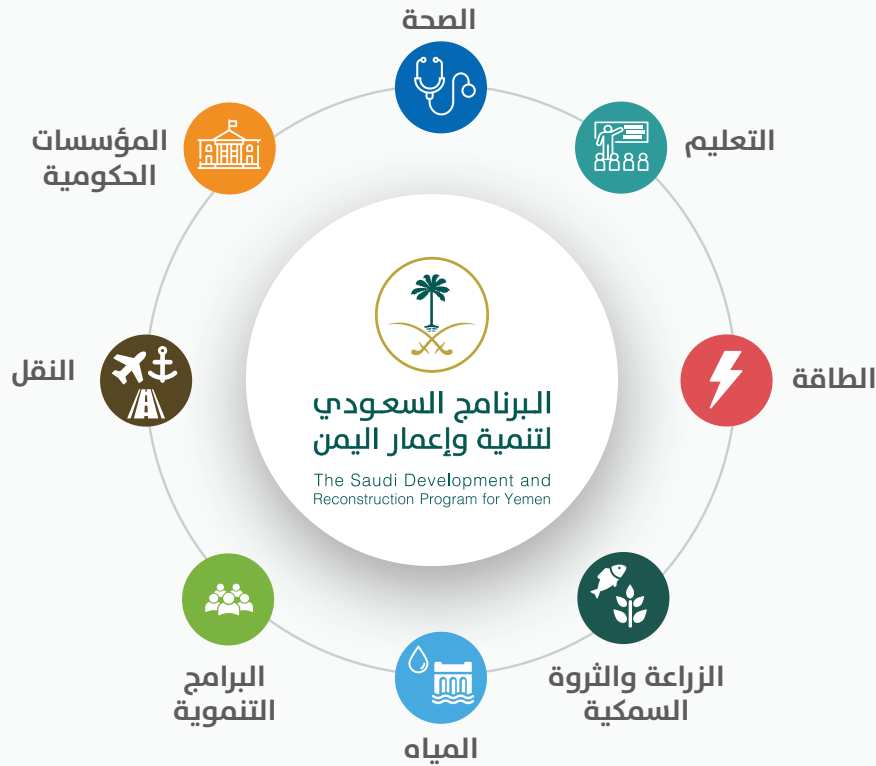 الصحة
التعليم
المؤسسات
الحكومية
الطاقة
النقل
البرنامج السعودي
لتنمية وإعمار اليمن
The Saudi Development and
Reconstruction Program for Yemen
الزراعة والثروة
السمكية
البرامج
التنموية
المياه